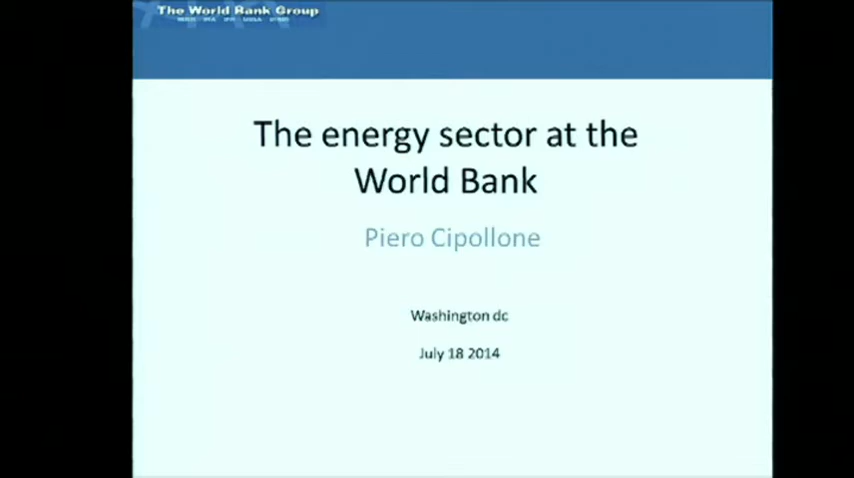 The World Bank Group
The energy sector at the
World Bank
Piero Cipollone
Washington dc
July 18 2014